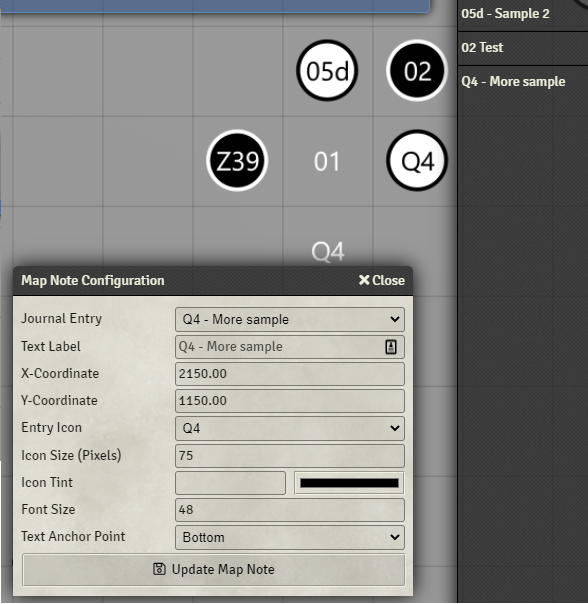 05d - Sample 2
05d
02
02 Test
Q4 - More sample
Z39
01
Q4
Q4
Map Note Configuration
Close
Journal Entry
Q4 - More sample
Text Label
Q4 - More sample
X-Coordinate
2150.00
Y-Coordinate
1150.00
Entry Icon
Q4
Icon Size (Pixels)
75
Icon Tint
Font Size
48
Text Anchor Point
Bottom
Update Map Note